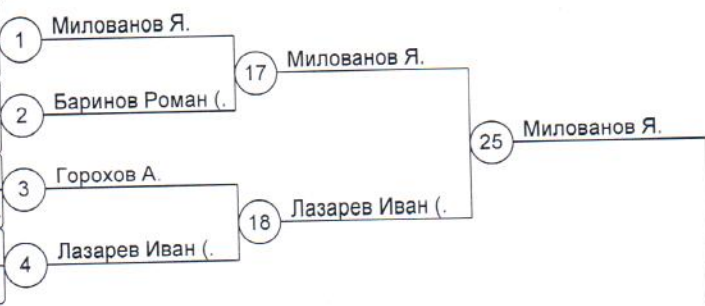 1 Милованов Я.
17 Милованов Я.
2 Баринов Роман (.
25 Милованов Я.
3 Горохов А.
18 Лазарев Иван (.
4 Лазарев Иван (.